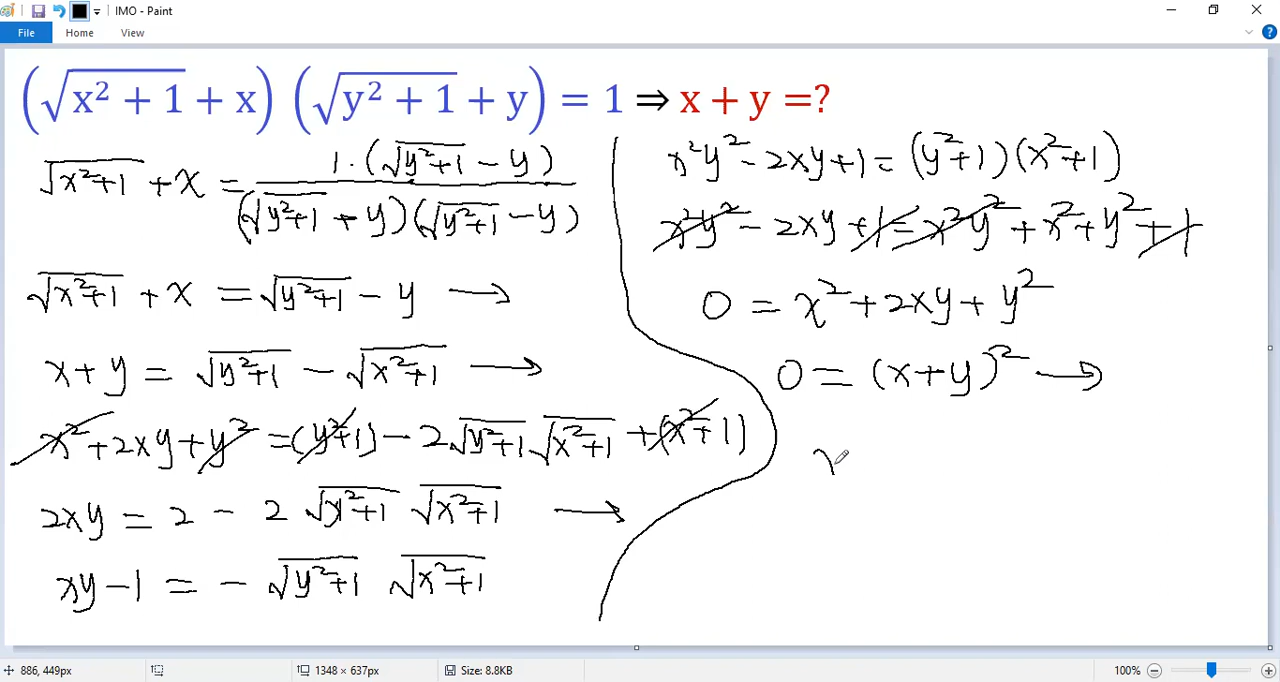 IMO - Paint
File Home View
(√(x² + 1) + x) (√(y² + 1) + y) = 1 ⇒ x + y =?
√(x²+1) + x = 1·(√(y²+1) - y) / (√(y²+1) + y)(√(y²+1) - y)
√(x²+1) + x = √(y²+1) - y →
x+y = √(y²+1) - √(x²+1) →
x² + 2xy + y² = (y²+1) - 2√(y²+1) √(x²+1) + (x²+1)
2xy = 2 - 2 √(y²+1) √(x²+1) →
xy - 1 = - √(y²+1) √(x²+1)
x²y² - 2xy + 1 = (y²+1)(x²+1)
x²y² - 2xy + 1 = x²y² + x² + y² + 1
0 = x² + 2xy + y²
0 = (x+y)² →
886, 449px 1348 × 637px Size: 8.8KB 100%